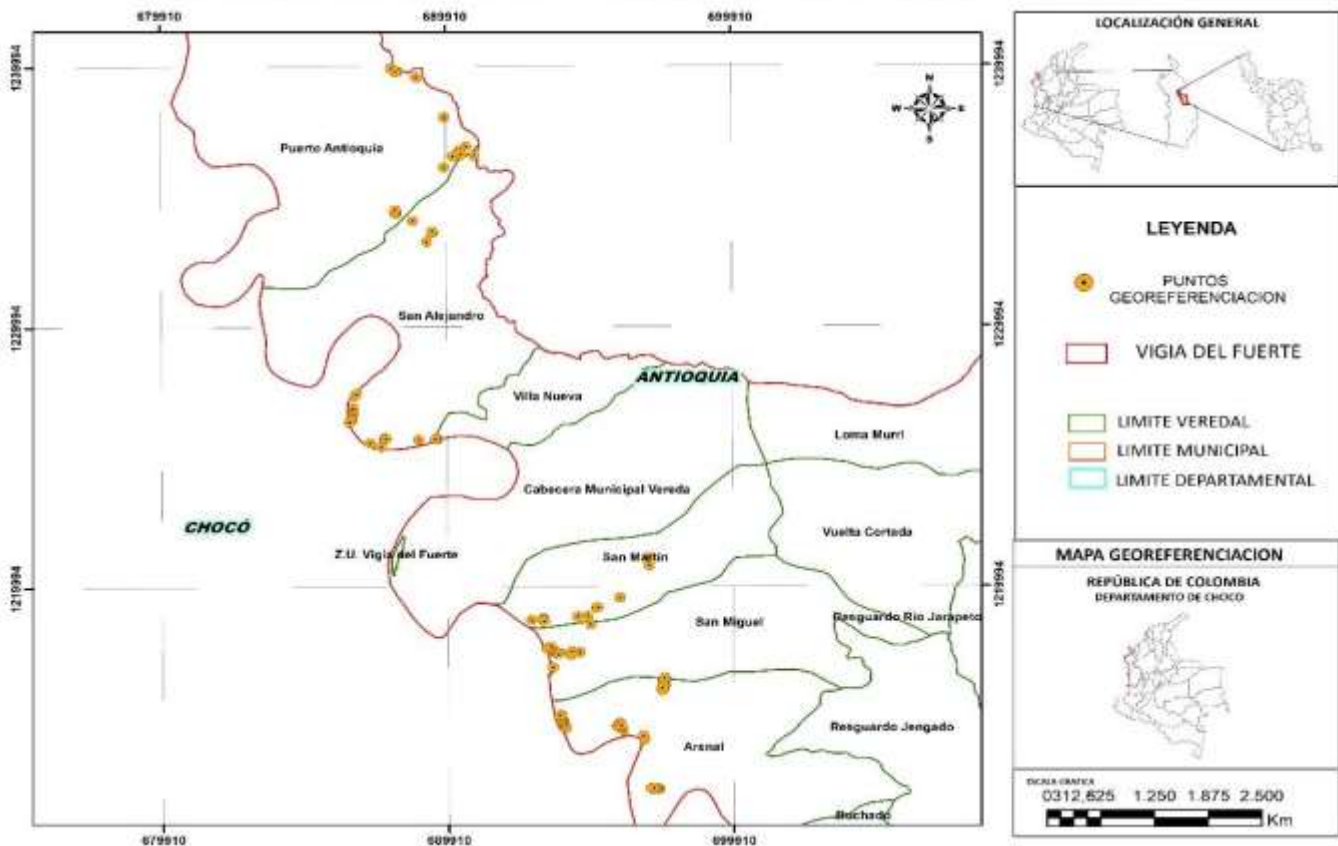 679910 689910 699910
1239994 1239994
1229994 1229994
1219994 1219994
N
W E
S
Puerto Antioquia
San Alejandro
Villa Nueva
ANTIOQUIA
Loma Murri
Cabecera Municipal Vereda
CHOCÓ
Z.U. Vigia del Fuerte
San Martin
Vuelta Cortada
San Miguel
Resguardo Rio Jarapeto
Resguardo Jengado
Arenal
Buchado
679910 689910 699910
LOCALIZACIÓN GENERAL
LEYENDA
PUNTOS
GEOREFERENCIACION
VIGIA DEL FUERTE
LIMITE VEREDAL
LIMITE MUNICIPAL
LIMITE DEPARTAMENTAL
MAPA GEOREFERENCIACION
REPÚBLICA DE COLOMBIA
DEPARTAMENTO DE CHOCO
ESCALA GRAFICA
0312,625 1.250 1.875 2.500
Km